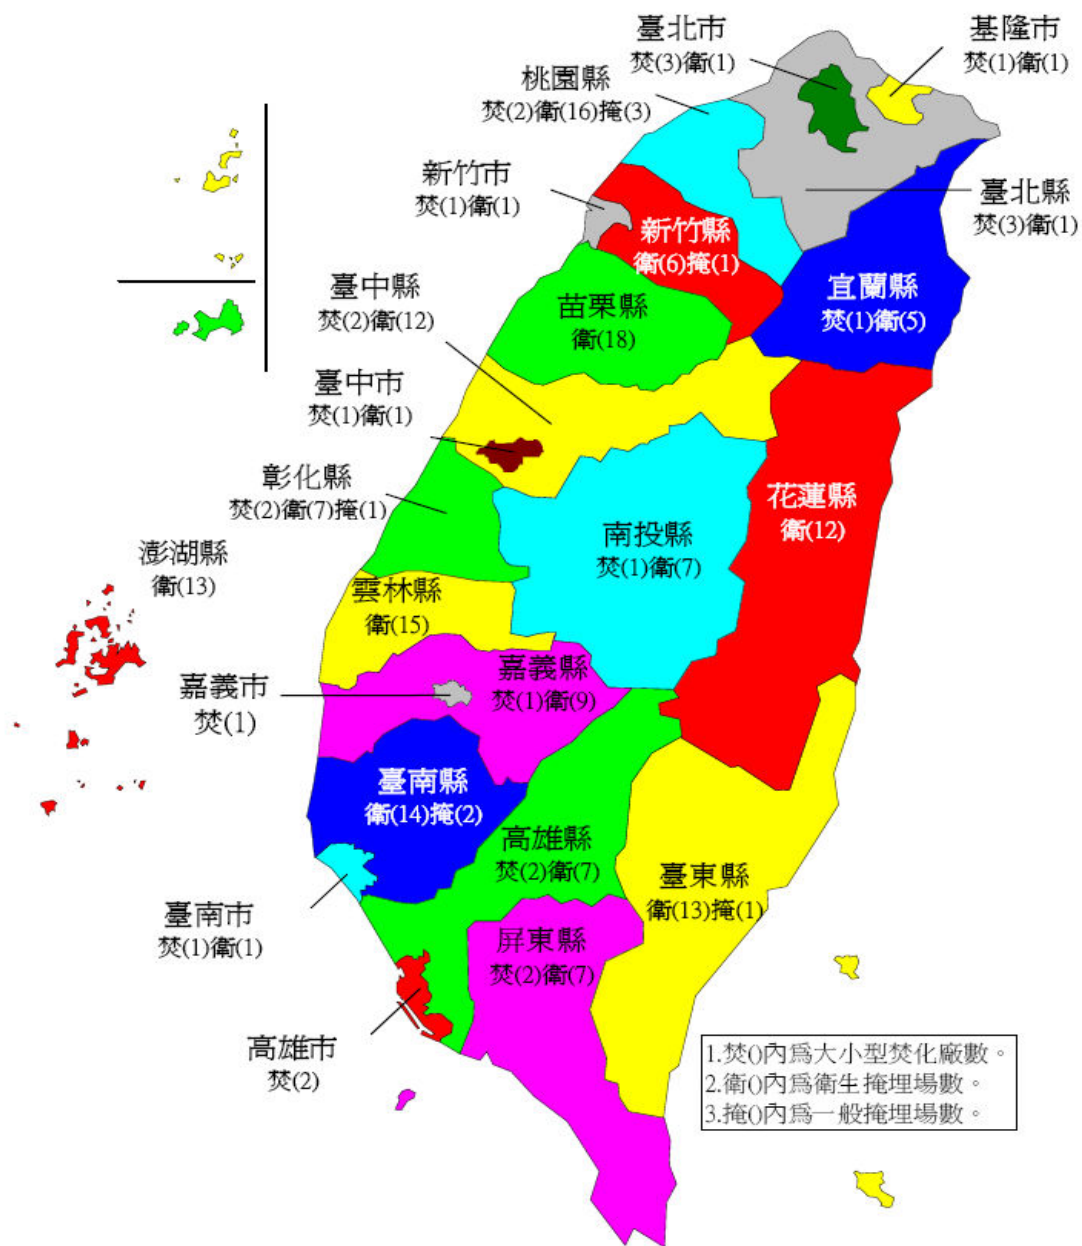 臺北市
焚(3)衛(1)
基隆市
焚(1)衛(1)
桃園縣
焚(2)衛(16)掩(3)
新竹市
焚(1)衛(1)
臺北縣
焚(3)衛(1)
新竹縣
衛(6)掩(1)
宜蘭縣
焚(1)衛(5)
臺中縣
焚(2)衛(12)
苗栗縣
衛(18)
臺中市
焚(1)衛(1)
彰化縣
焚(2)衛(7)掩(1)
花蓮縣
衛(12)
南投縣
焚(1)衛(7)
澎湖縣
衛(13)
雲林縣
衛(15)
嘉義縣
焚(1)衛(9)
嘉義市
焚(1)
臺南縣
衛(14)掩(2)
高雄縣
焚(2)衛(7)
臺東縣
衛(13)掩(1)
臺南市
焚(1)衛(1)
屏東縣
焚(2)衛(7)
高雄市
焚(2)
1.焚()內為大小型焚化廠數。
2.衛()內為衛生掩埋場數。
3.掩()內為一般掩埋場數。